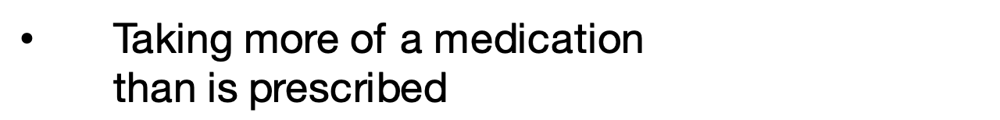 • Taking more of a medication
than is prescribed